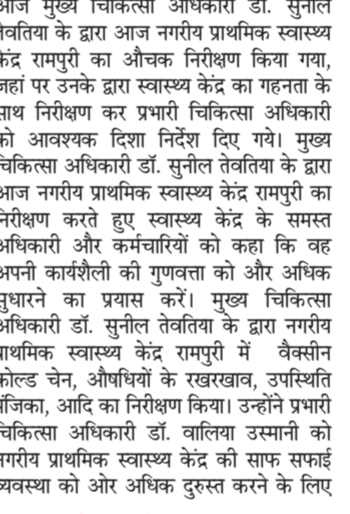 आज मुख्य चिकित्सा अधिकारी डॉ. सुनील
तेवतिया के द्वारा आज नगरीय प्राथमिक स्वास्थ्य
केंद्र रामपुरी का औचक निरीक्षण किया गया,
जहां पर उनके द्वारा स्वास्थ्य केंद्र का गहनता के
साथ निरीक्षण कर प्रभारी चिकित्सा अधिकारी
को आवश्यक दिशा निर्देश दिए गये। मुख्य
चिकित्सा अधिकारी डॉ. सुनील तेवतिया के द्वारा
आज नगरीय प्राथमिक स्वास्थ्य केंद्र रामपुरी का
निरीक्षण करते हुए स्वास्थ्य केंद्र के समस्त
अधिकारी और कर्मचारियों को कहा कि वह
अपनी कार्यशैली की गुणवत्ता को और अधिक
सुधारने का प्रयास करें। मुख्य चिकित्सा
अधिकारी डॉ. सुनील तेवतिया के द्वारा नगरीय
प्राथमिक स्वास्थ्य केंद्र रामपुरी में वैक्सीन
कोल्ड चेन, औषधियों के रखरखाव, उपस्थिति
पंजिका, आदि का निरीक्षण किया। उन्होंने प्रभारी
चिकित्सा अधिकारी डॉ. वालिया उस्मानी को
नगरीय प्राथमिक स्वास्थ्य केंद्र की साफ सफाई
व्यवस्था को ओर अधिक दुरुस्त करने के लिए